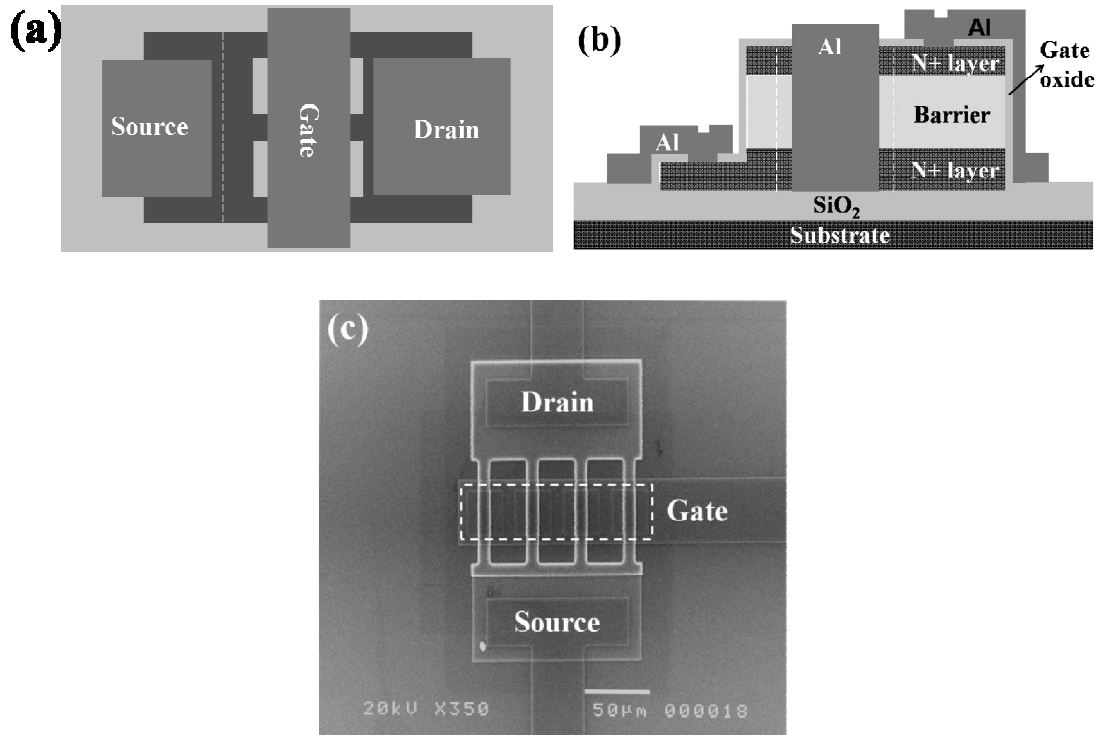 (a)
Source
Gate
Drain
(b)
Al
Al
Al
N+ layer
Barrier
N+ layer
Gate
oxide
SiO₂
Substrate
(c)
Drain
Gate
Source
20kV X350 50μm 000018